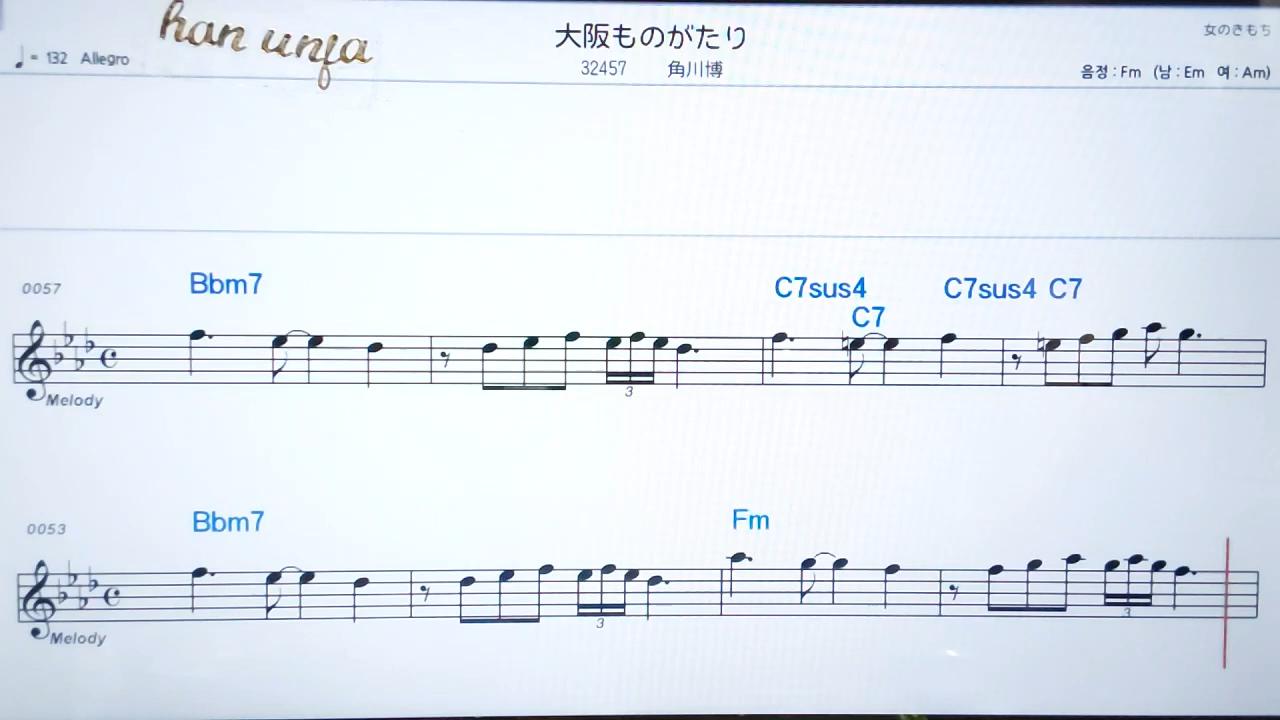 han unfa
大阪ものがたり
女のきもち
♩= 132 Allegro
32457 角川博
음정 : Fm (남 : Em 여 : Am)
0057 Bbm7 C7sus4 C7sus4 C7
C7
3
Melody
0053 Bbm7 Fm
3 3
Melody